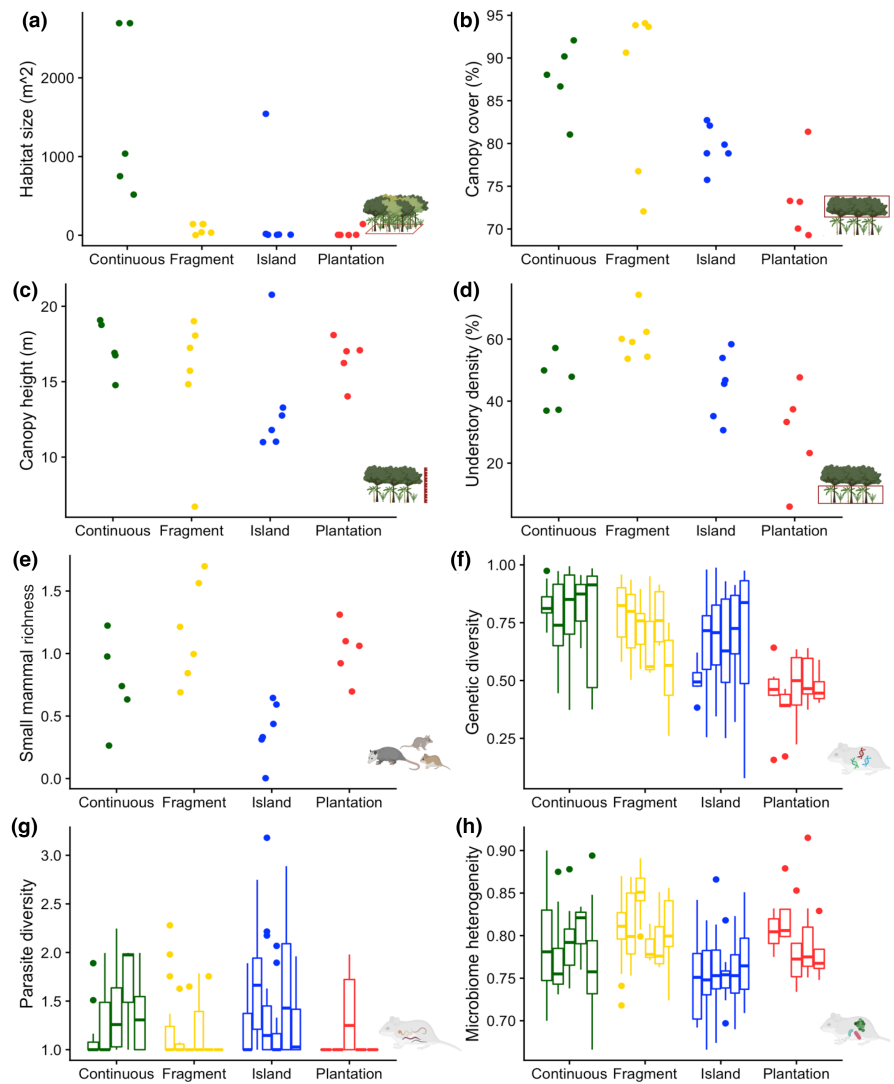 (a)
Habitat size (m^2)
2000
1000
0
Continuous Fragment Island Plantation
(b)
Canopy cover (%)
95
90
85
80
75
70
Continuous Fragment Island Plantation
(c)
Canopy height (m)
20
15
10
Continuous Fragment Island Plantation
(d)
Understory density (%)
60
40
20
Continuous Fragment Island Plantation
(e)
Small mammal richness
1.5
1.0
0.5
0.0
Continuous Fragment Island Plantation
(f)
Genetic diversity
1.00
0.75
0.50
0.25
Continuous Fragment Island Plantation
(g)
Parasite diversity
3.0
2.5
2.0
1.5
1.0
Continuous Fragment Island Plantation
(h)
Microbiome heterogeneity
0.90
0.85
0.80
0.75
0.70
Continuous Fragment Island Plantation